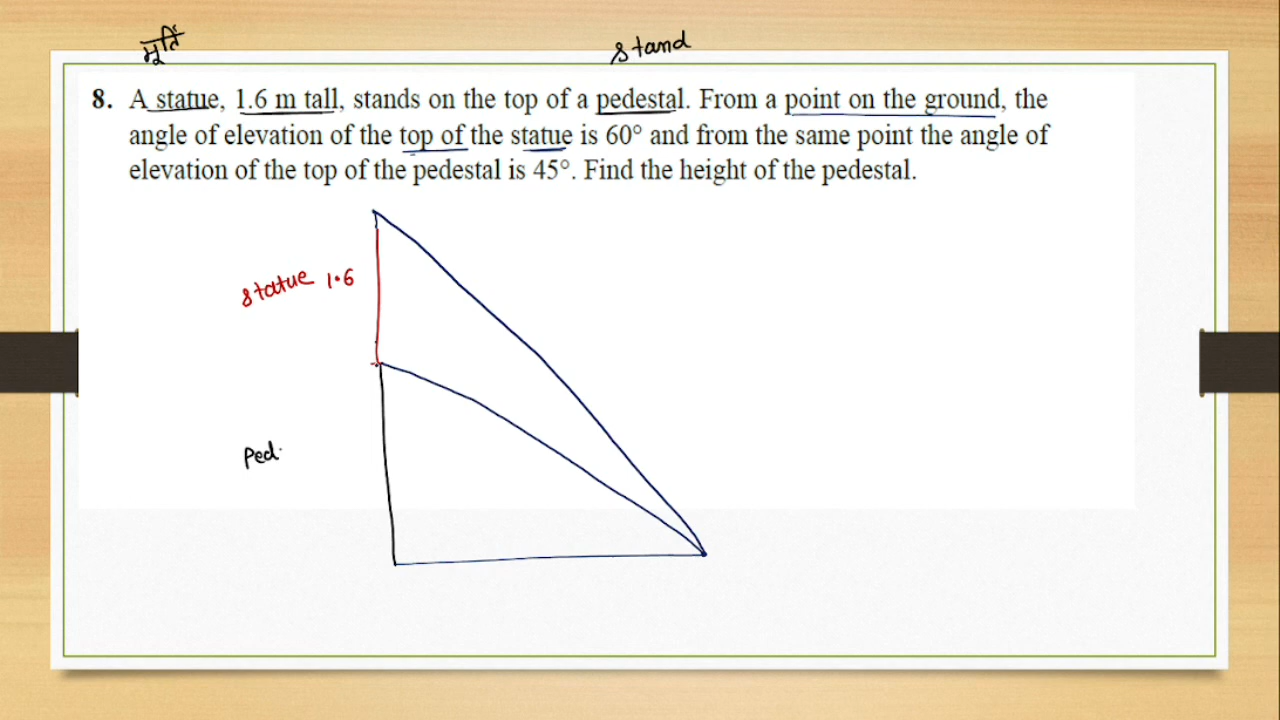 मूर्ति
stand
8. A statue, 1.6 m tall, stands on the top of a pedestal. From a point on the ground, the
angle of elevation of the top of the statue is 60° and from the same point the angle of
elevation of the top of the pedestal is 45°. Find the height of the pedestal.
statue 1.6
Ped.